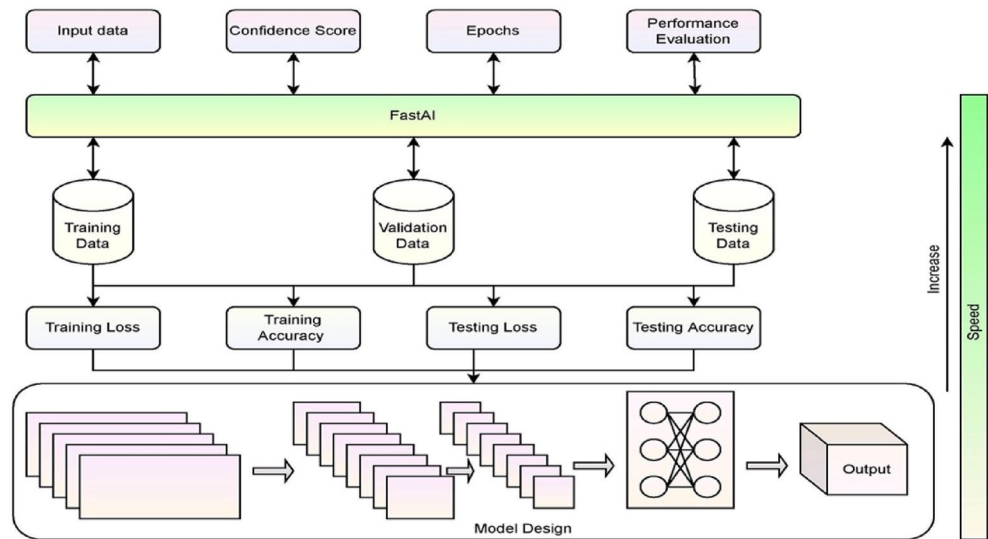 Input data
Confidence Score
Epochs
Performance
Evaluation
FastAI
Training
Data
Validation
Data
Testing
Data
Training Loss
Training
Accuracy
Testing Loss
Testing Accuracy
Increase
Speed
Output
Model Design